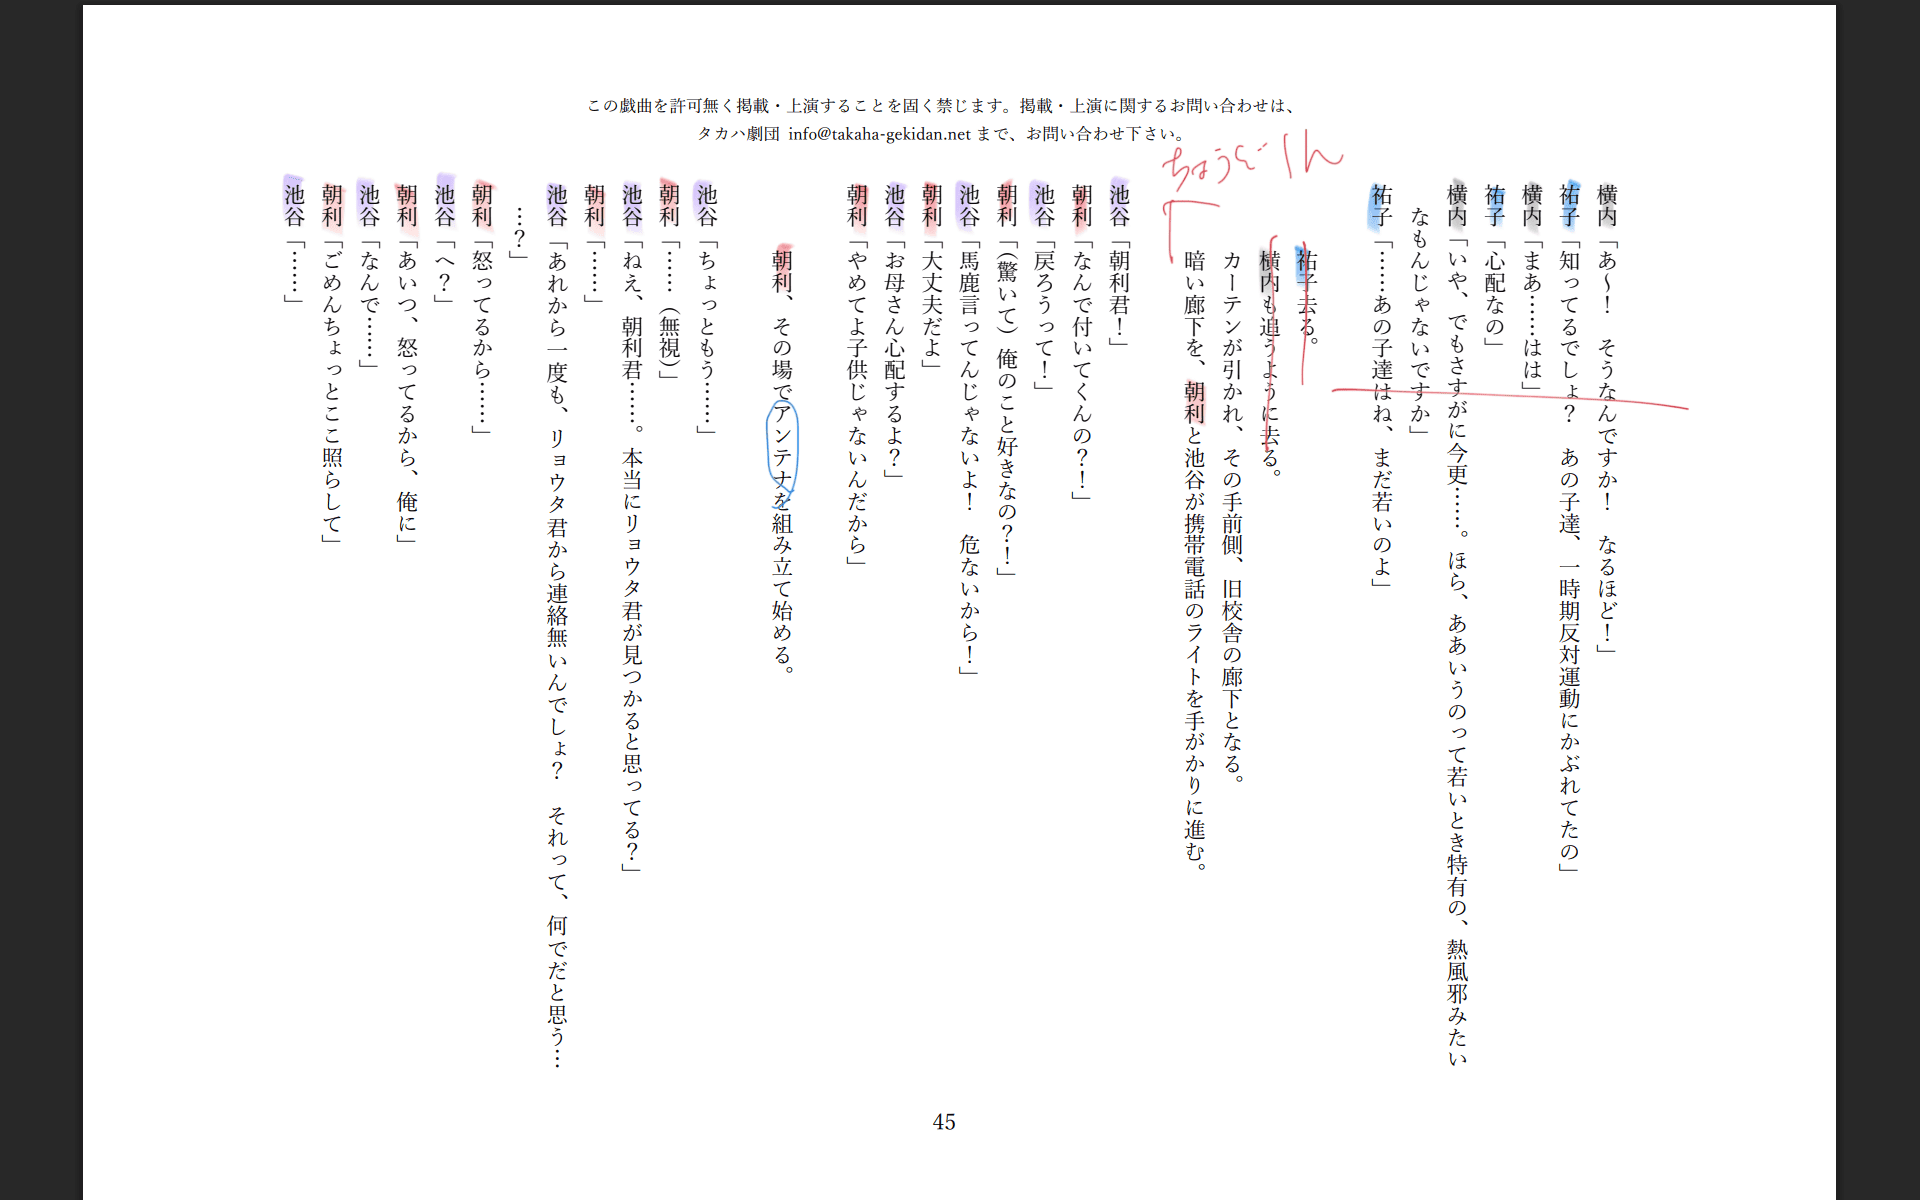 この戯曲を許可無く掲載・上演することを固く禁じます。掲載・上演に関するお問い合わせは、
タカハ劇団 info@takaha-gekidan.net まで、お問い合わせ下さい。
横内「あ〜！　そうなんですか！　なるほど！」
祐子「知ってるでしょ？　あの子達、一時期反対運動にかぶれてたの」
横内「まあ……はは」
祐子「心配なの」
横内「いや、でもさすがに今更……。ほら、ああいうのって若いとき特有の、熱風邪みたい
なもんじゃないですか」
祐子「……あの子達はね、まだ若いのよ」
祐子去る。
横内も追うように去る。
カーテンが引かれ、その手前側、旧校舎の廊下となる。
暗い廊下を、朝利と池谷が携帯電話のライトを手がかりに進む。
池谷「朝利君！」
朝利「なんで付いてくんの？！」
池谷「戻ろうって！」
朝利「（驚いて）俺のこと好きなの？！」
池谷「馬鹿言ってんじゃないよ！　危ないから！」
朝利「大丈夫だよ」
池谷「お母さん心配するよ？」
朝利「やめてよ子供じゃないんだから」
朝利、その場でアンテナを組み立て始める。
池谷「ちょっともう……」
朝利「……（無視）」
池谷「ねえ、朝利君……。本当にリョウタ君が見つかると思ってる？」
朝利「……」
池谷「あれから一度も、リョウタ君から連絡無いんでしょ？　それって、何でだと思う…
…？」
朝利「怒ってるから……」
池谷「へ？」
朝利「あいつ、怒ってるから、俺に」
池谷「なんで……」
朝利「ごめんちょっとここ照らして」
池谷「……」
45